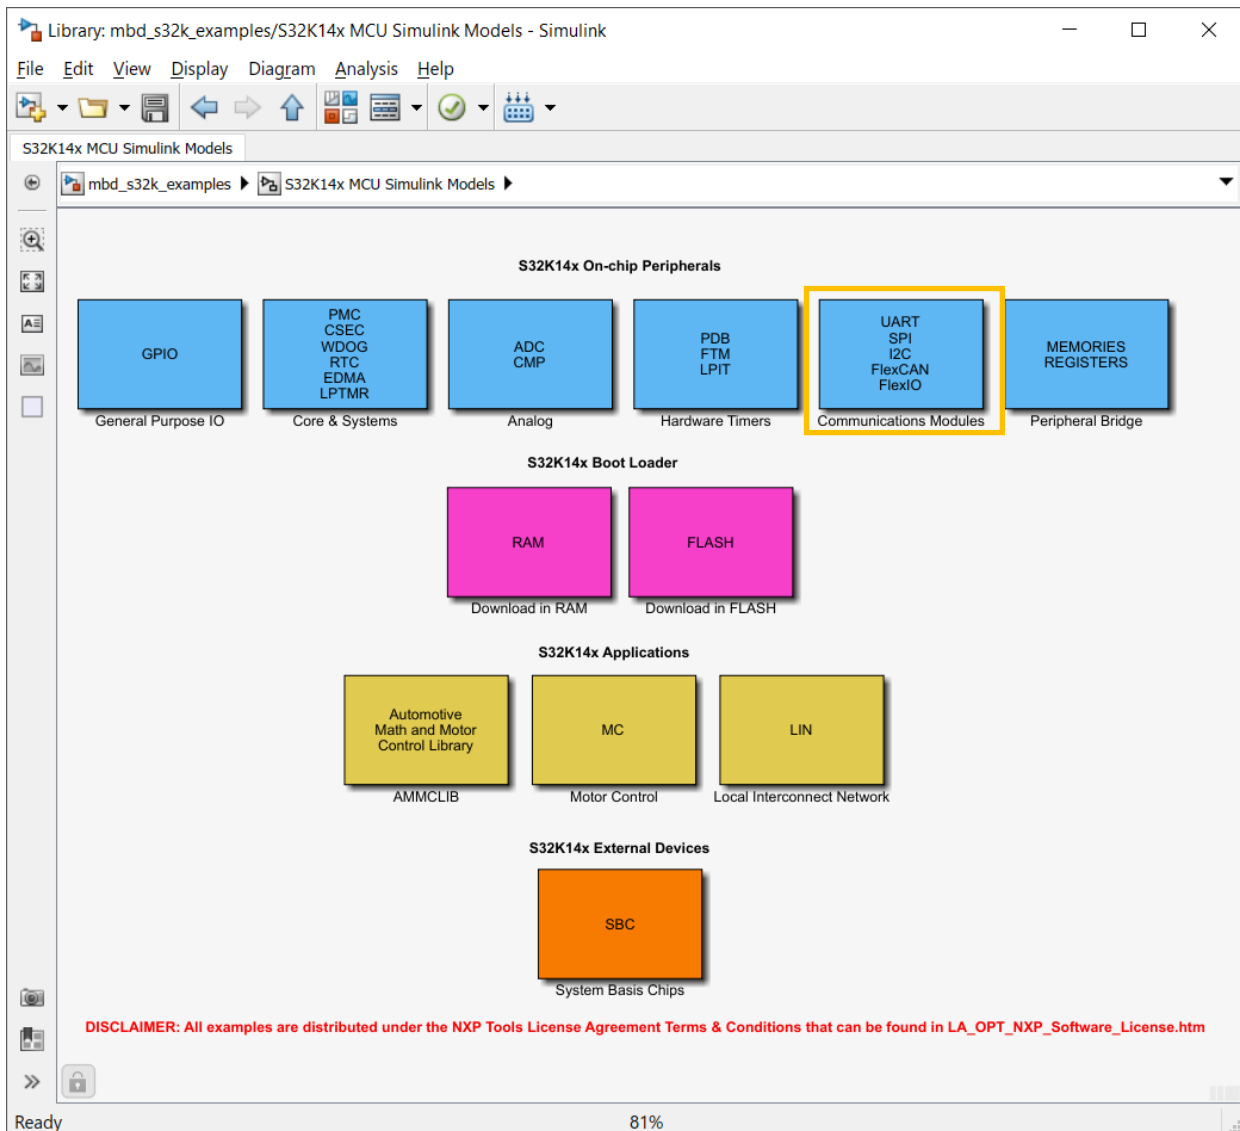 Library: mbd_s32k_examples/S32K14x MCU Simulink Models - Simulink
File Edit View Display Diagram Analysis Help
S32K14x MCU Simulink Models
mbd_s32k_examples S32K14x MCU Simulink Models
S32K14x On-chip Peripherals
GPIO
General Purpose IO
PMC
CSEC
WDOG
RTC
EDMA
LPTMR
Core & Systems
ADC
CMP
Analog
PDB
FTM
LPIT
Hardware Timers
UART
SPI
I2C
FlexCAN
FlexIO
Communications Modules
MEMORIES
REGISTERS
Peripheral Bridge
S32K14x Boot Loader
RAM
Download in RAM
FLASH
Download in FLASH
S32K14x Applications
Automotive
Math and Motor
Control Library
AMMCLIB
MC
Motor Control
LIN
Local Interconnect Network
S32K14x External Devices
SBC
System Basis Chips
DISCLAIMER: All examples are distributed under the NXP Tools License Agreement Terms & Conditions that can be found in LA_OPT_NXP_Software_License.htm
Ready 81%